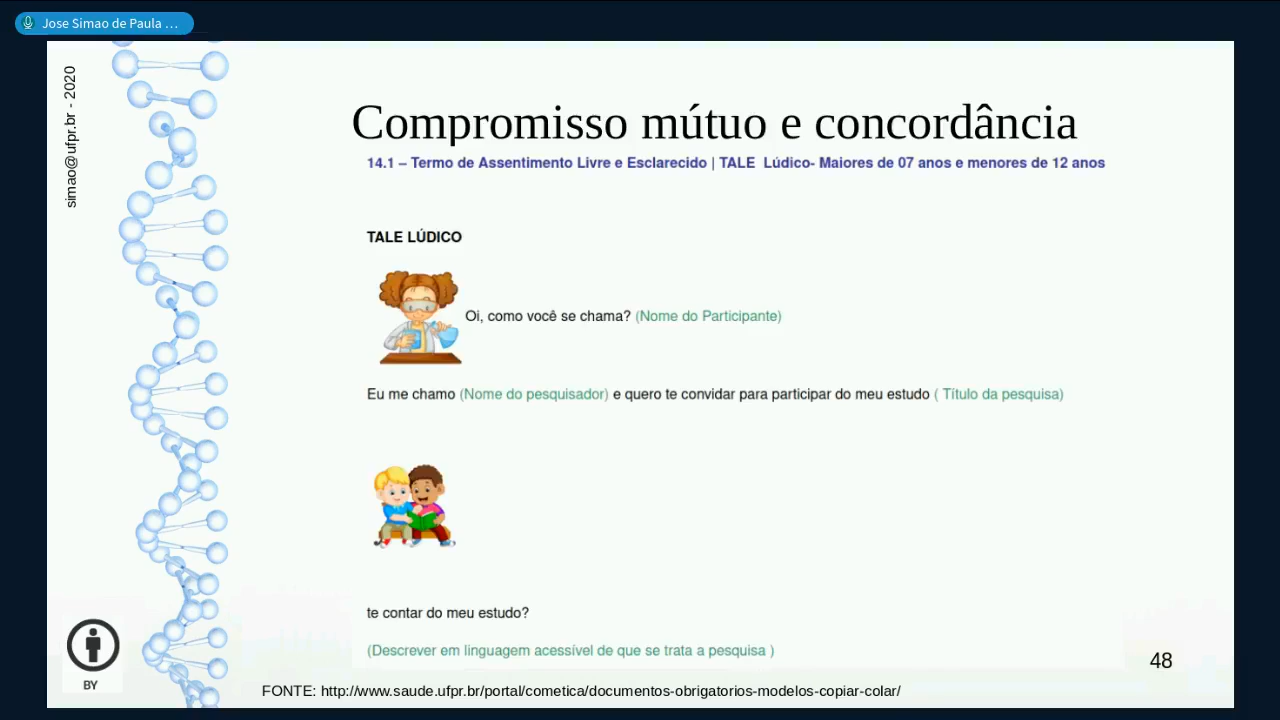 Jose Simao de Paula ...
simao@ufpr.br - 2020
Compromisso mútuo e concordância
14.1 – Termo de Assentimento Livre e Esclarecido | TALE Lúdico- Maiores de 07 anos e menores de 12 anos
TALE LÚDICO
Oi, como você se chama? (Nome do Participante)
Eu me chamo (Nome do pesquisador) e quero te convidar para participar do meu estudo ( Título da pesquisa)
te contar do meu estudo?
(Descrever em linguagem acessível de que se trata a pesquisa )
48
BY
FONTE: http://www.saude.ufpr.br/portal/cometica/documentos-obrigatorios-modelos-copiar-colar/